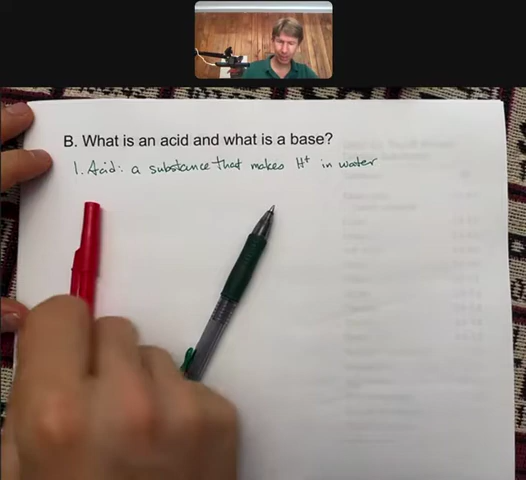 B. What is an acid and what is a base?
1. Acid: a substance that makes H⁺ in water